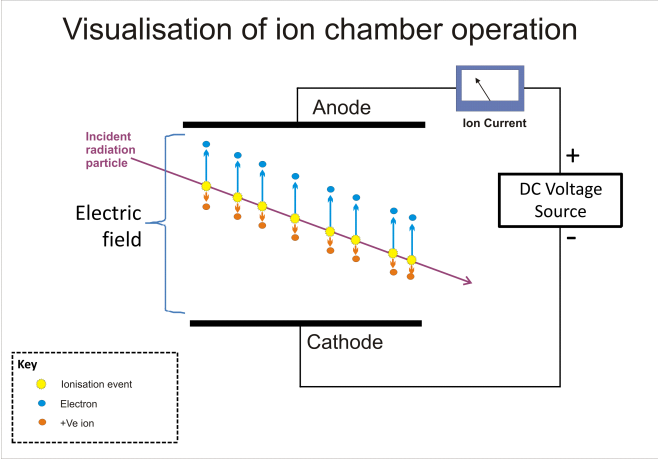 Visualisation of ion chamber operation
Anode
Ion Current
Incident
radiation
particle
+
DC Voltage
Source
-
Electric
field
Cathode
Key
Ionisation event
Electron
+Ve ion